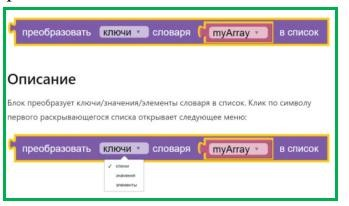 преобразовать ключи словаря myArray в список
Описание
Блок преобразует ключи/значения/элементы словаря в список. Клик по символу
первого раскрывающегося списка открывает следующее меню:
преобразовать ключи словаря myArray в список
✓ ключи
значения
элементы